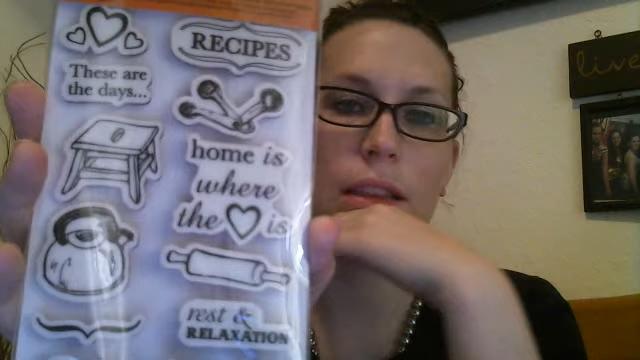 RECIPES
These are
the days...
home is
where
the is
rest &
RELAXATION
live